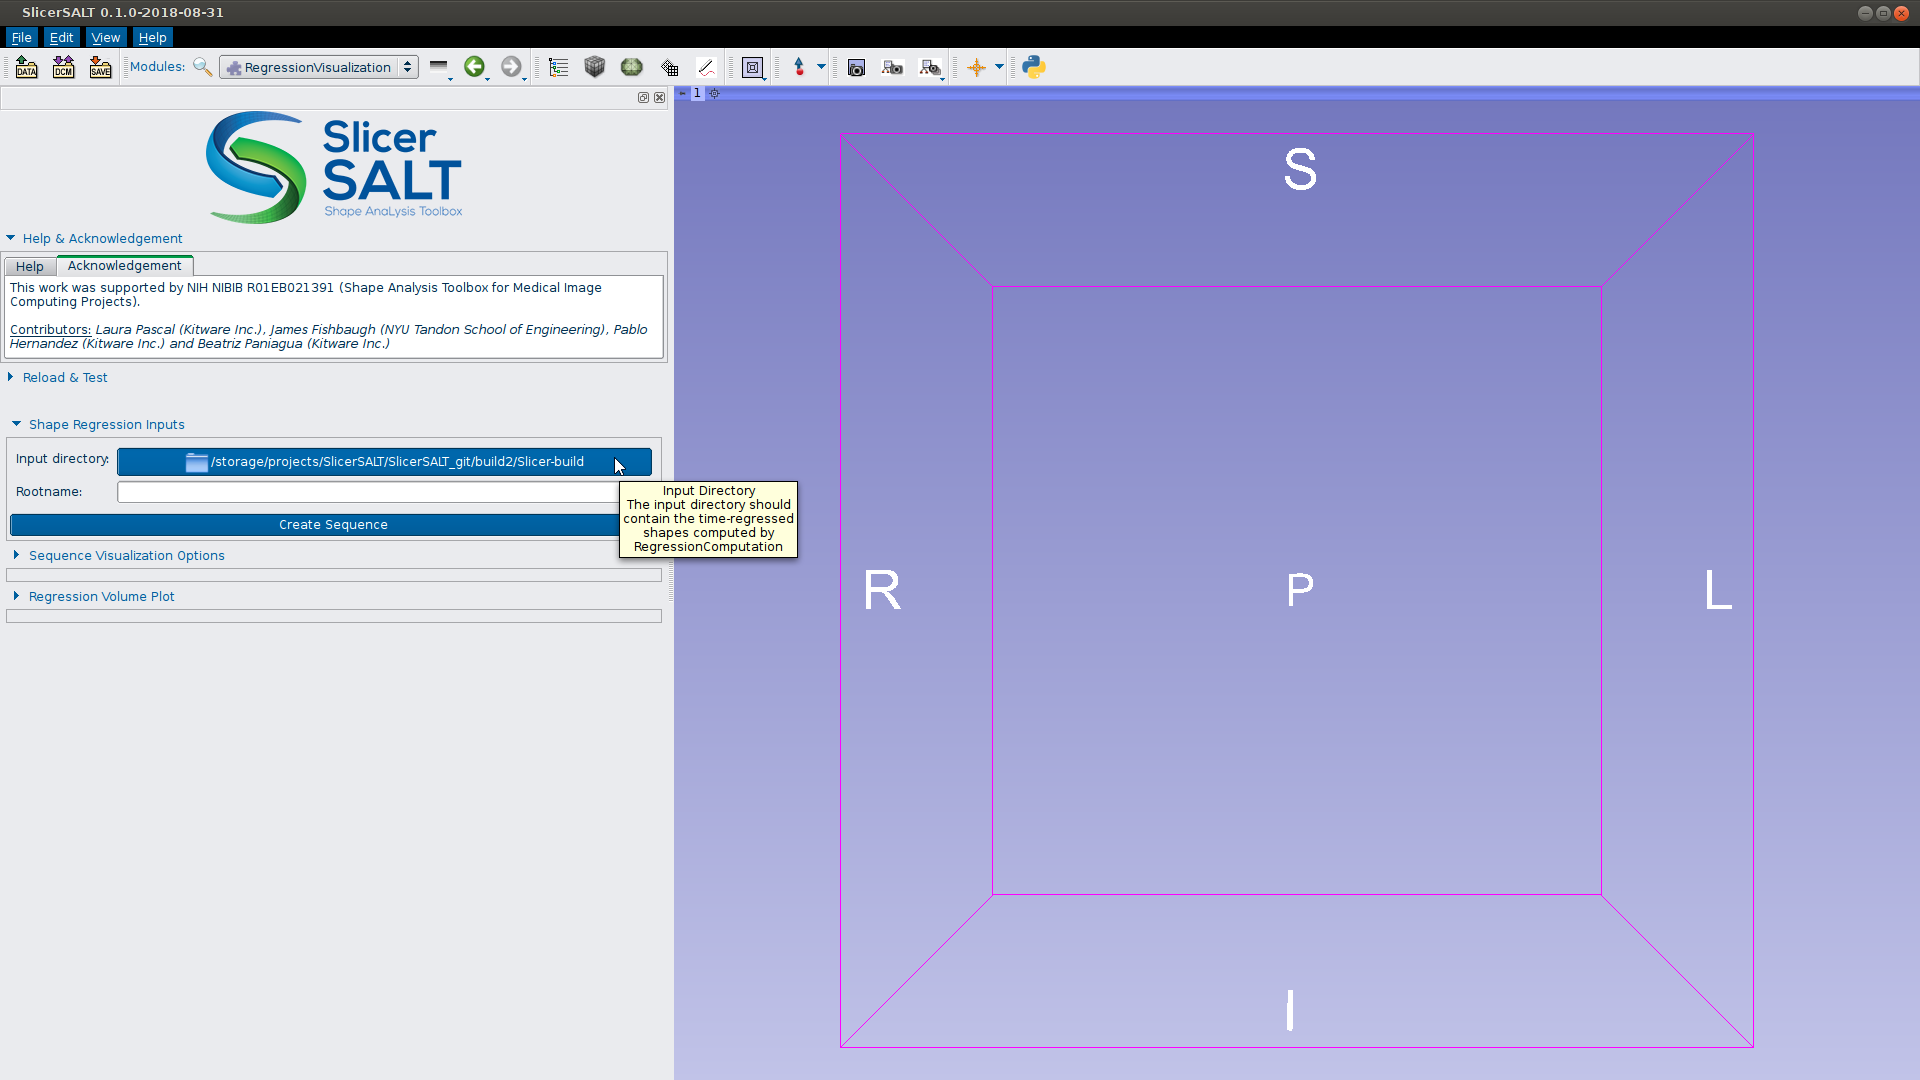 SlicerSALT 0.1.0-2018-08-31
File Edit View Help
DATA DCM SAVE Modules: RegressionVisualization
1
Slicer
SALT
Shape AnaLysis Toolbox
Help & Acknowledgement
Help Acknowledgement
This work was supported by NIH NIBIB R01EB021391 (Shape Analysis Toolbox for Medical Image
Computing Projects).
Contributors: Laura Pascal (Kitware Inc.), James Fishbaugh (NYU Tandon School of Engineering), Pablo
Hernandez (Kitware Inc.) and Beatriz Paniagua (Kitware Inc.)
Reload & Test
Shape Regression Inputs
Input directory: /storage/projects/SlicerSALT/SlicerSALT_git/build2/Slicer-build
Rootname:
Create Sequence
Input Directory
The input directory should
contain the time-regressed
shapes computed by
RegressionComputation
Sequence Visualization Options
Regression Volume Plot
S
R P L
I